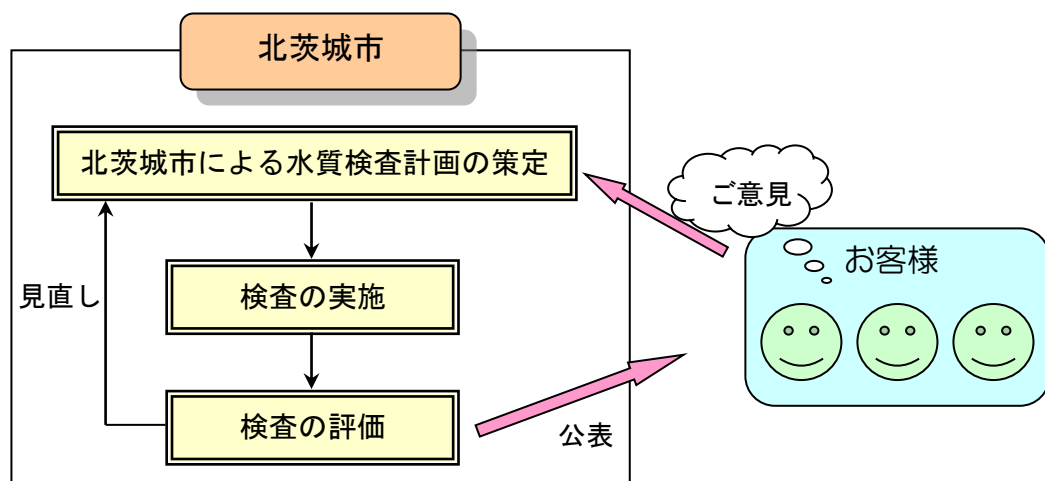 北茨城市
北茨城市による水質検査計画の策定
ご意見
お客様
見直し
検査の実施
検査の評価
公表